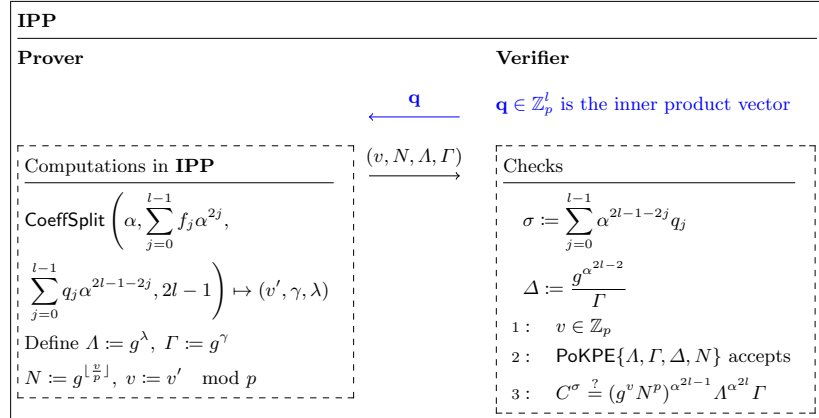 IPP
Prover Verifier
q q ∈ ℤₚˡ is the inner product vector
(v, N, Λ, Γ)
Computations in IPP
CoeffSplit ( α, ∑_{j=0}^{l−1} f_j α^{2j},
∑_{j=0}^{l−1} q_j α^{2l−1−2j}, 2l − 1 ) ↦ (v′, γ, λ)
Define Λ := g^λ, Γ := g^γ
N := g^{⌊v/p⌋}, v := v′ mod p
Checks
σ := ∑_{j=0}^{l−1} α^{2l−1−2j} q_j
Δ := g^{α^{2l−2}} / Γ
1 : v ∈ ℤₚ
2 : PoKPE{Λ, Γ, Δ, N} accepts
3 : C^σ ≟ (g^v N^p)^{α^{2l−1}} Λ^{α^{2l}} Γ